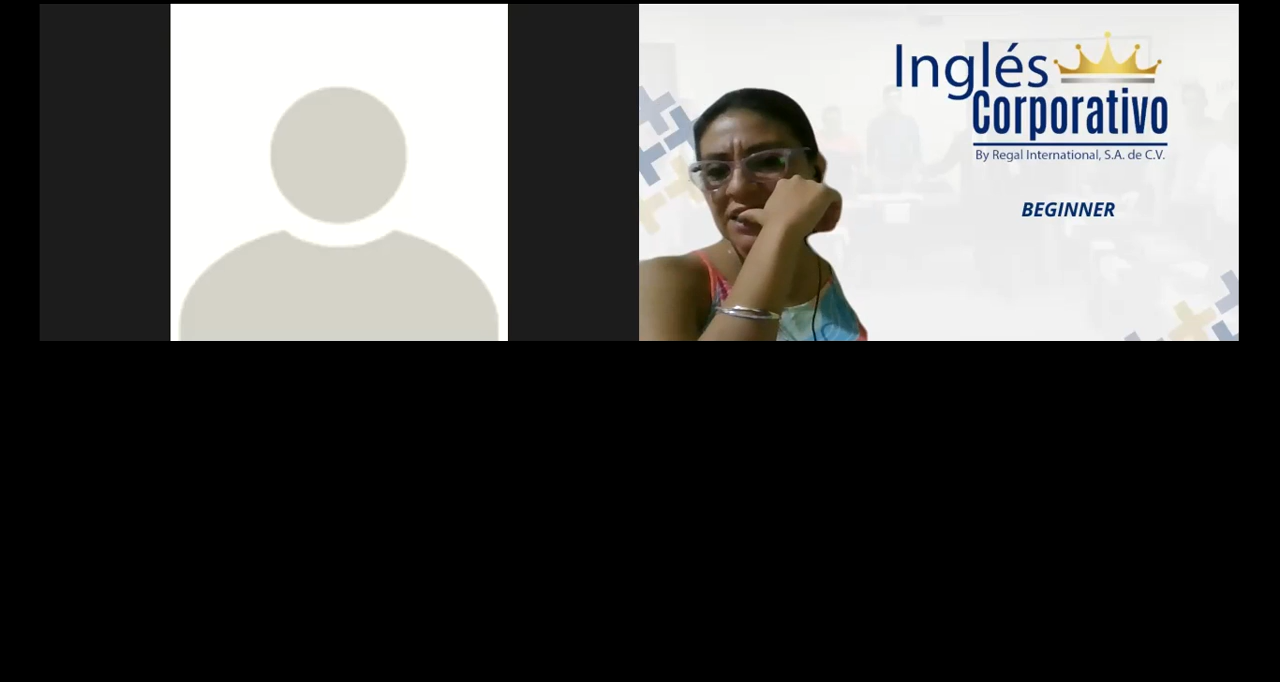 Inglés
Corporativo
By Regal International, S.A. de C.V.
BEGINNER